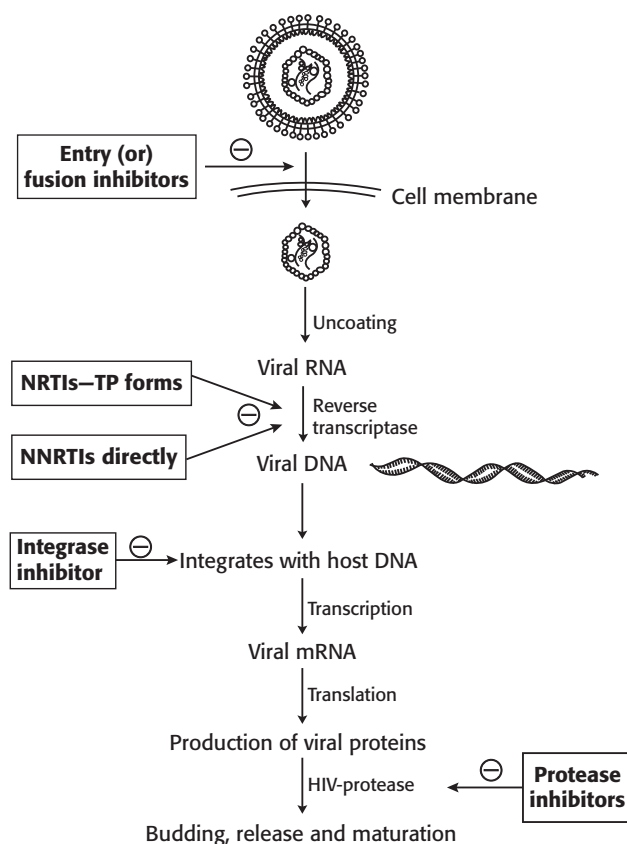 Entry (or)
fusion inhibitors
Cell membrane
Uncoating
Viral RNA
NRTIs—TP forms
Reverse
transcriptase
NNRTIs directly
Viral DNA
Integrase
inhibitor
Integrates with host DNA
Transcription
Viral mRNA
Translation
Production of viral proteins
HIV-protease
Protease
inhibitors
Budding, release and maturation